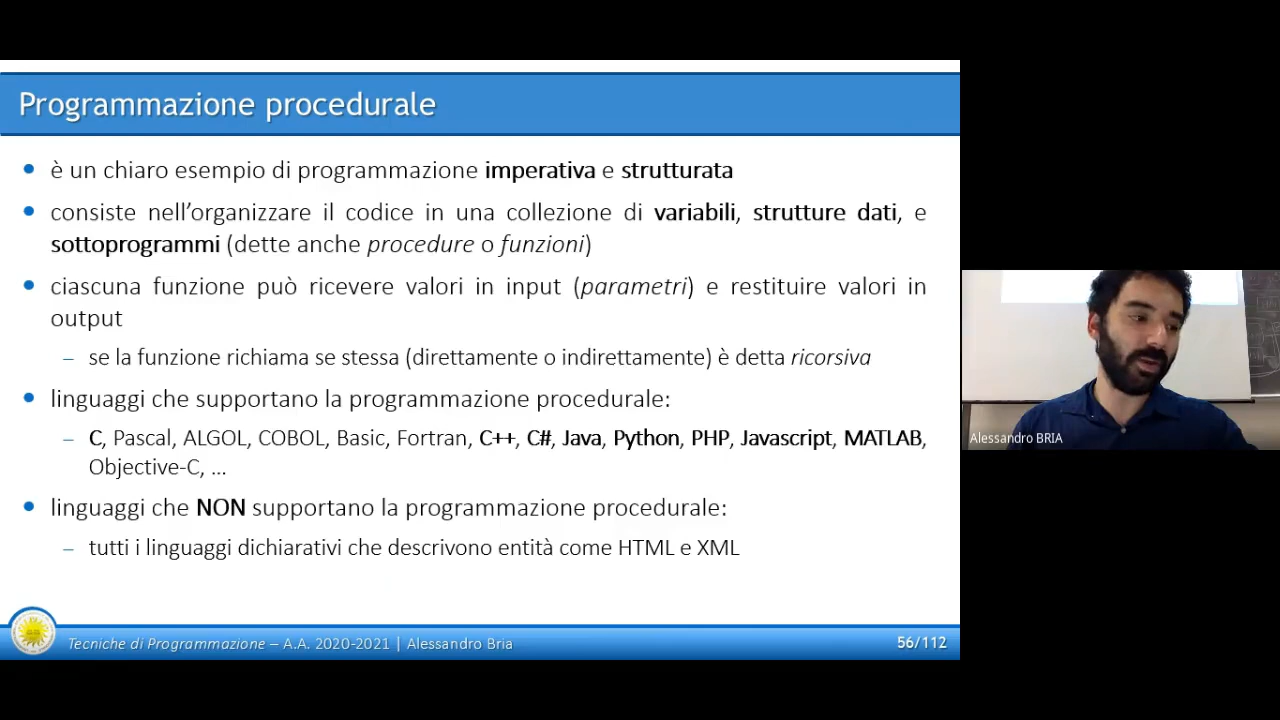 Programmazione procedurale
è un chiaro esempio di programmazione imperativa e strutturata
consiste nell'organizzare il codice in una collezione di variabili, strutture dati, e
sottoprogrammi (dette anche procedure o funzioni)
ciascuna funzione può ricevere valori in input (parametri) e restituire valori in
output
– se la funzione richiama se stessa (direttamente o indirettamente) è detta ricorsiva
linguaggi che supportano la programmazione procedurale:
– C, Pascal, ALGOL, COBOL, Basic, Fortran, C++, C#, Java, Python, PHP, Javascript, MATLAB,
Objective-C, ...
linguaggi che NON supportano la programmazione procedurale:
– tutti i linguaggi dichiarativi che descrivono entità come HTML e XML
Tecniche di Programmazione – A.A. 2020-2021 | Alessandro Bria
56/112
Alessandro BRIA